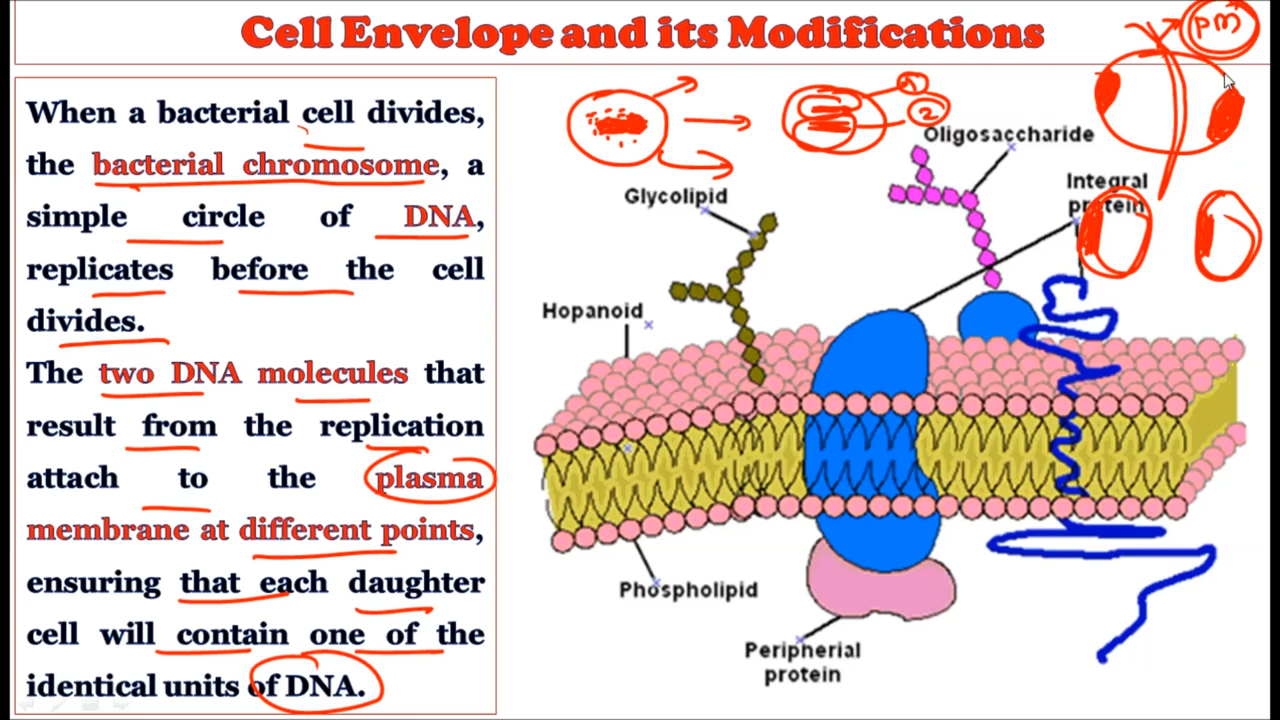 Cell Envelope and its Modifications
When a bacterial cell divides,
the bacterial chromosome, a
simple circle of DNA,
replicates before the cell
divides.
The two DNA molecules that
result from the replication
attach to the plasma
membrane at different points,
ensuring that each daughter
cell will contain one of the
identical units of DNA.
pm
1
2
Oligosaccharide
Glycolipid
Integral
protein
Hopanoid
Phospholipid
Peripherial
protein